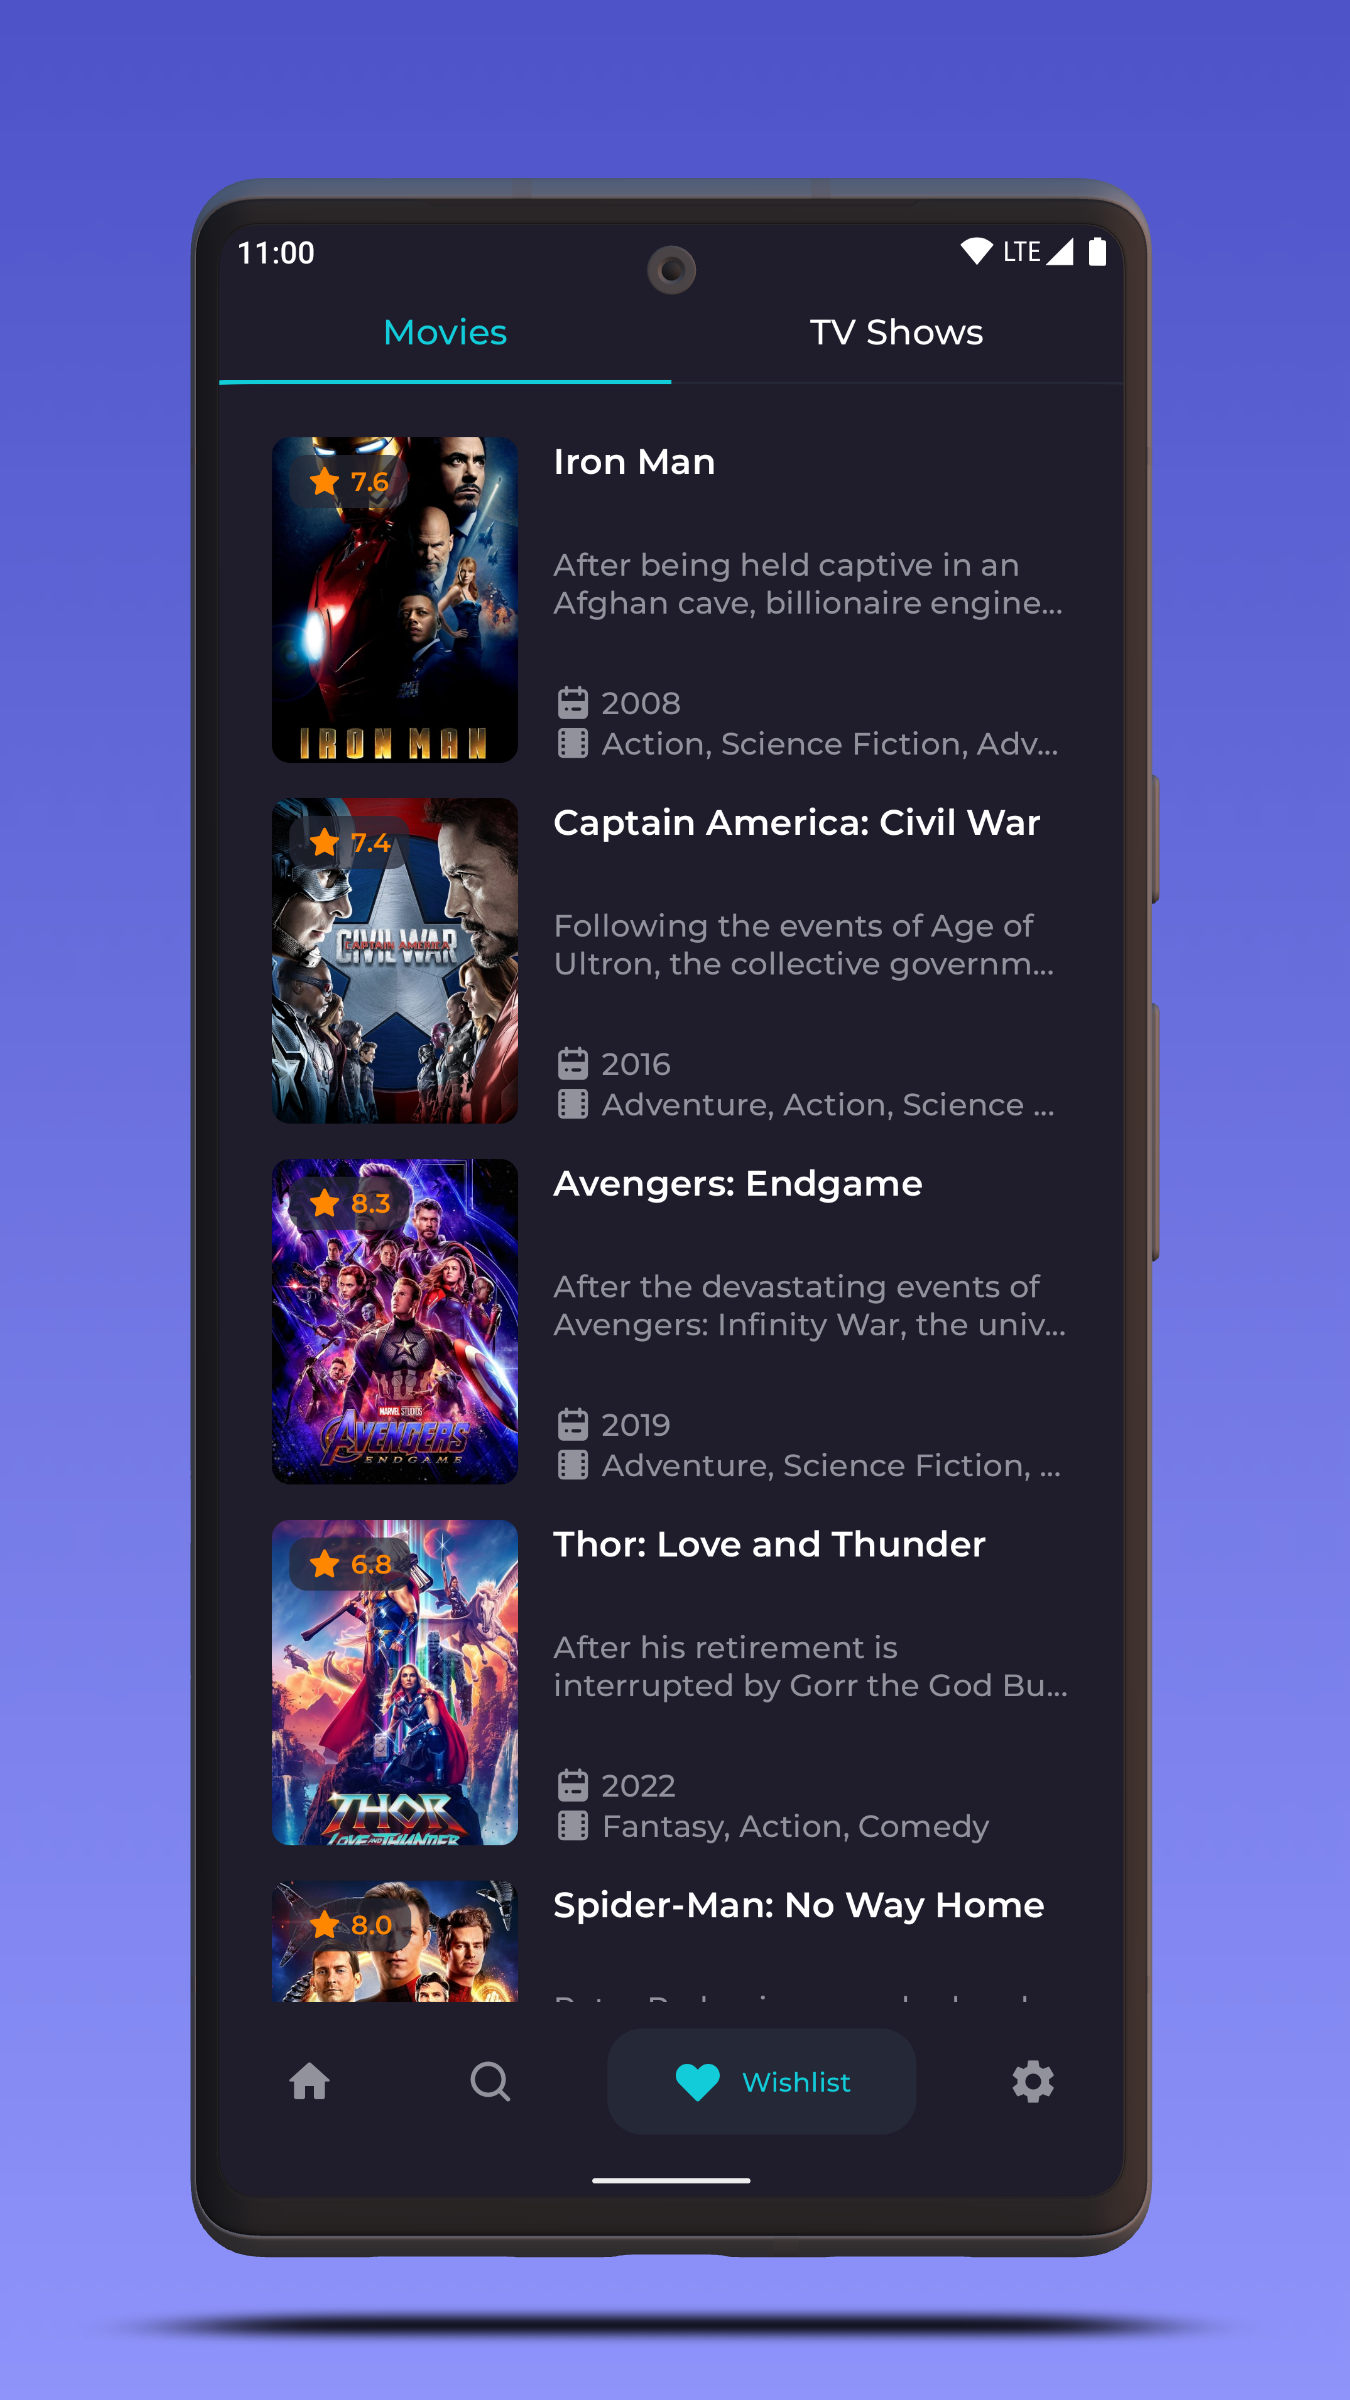 11:00
LTE
Movies
TV Shows
7.6
IRON MAN
Iron Man
After being held captive in an
Afghan cave, billionaire engine...
2008
Action, Science Fiction, Adv...
7.4
CIVIL WAR
CAPTAIN AMERICA
Captain America: Civil War
Following the events of Age of
Ultron, the collective governm...
2016
Adventure, Action, Science ...
8.3
MARVEL STUDIOS
AVENGERS
ENDGAME
Avengers: Endgame
After the devastating events of
Avengers: Infinity War, the univ...
2019
Adventure, Science Fiction, ...
6.8
THOR
LOVE AND THUNDER
Thor: Love and Thunder
After his retirement is
interrupted by Gorr the God Bu...
2022
Fantasy, Action, Comedy
8.0
Spider-Man: No Way Home
Wishlist